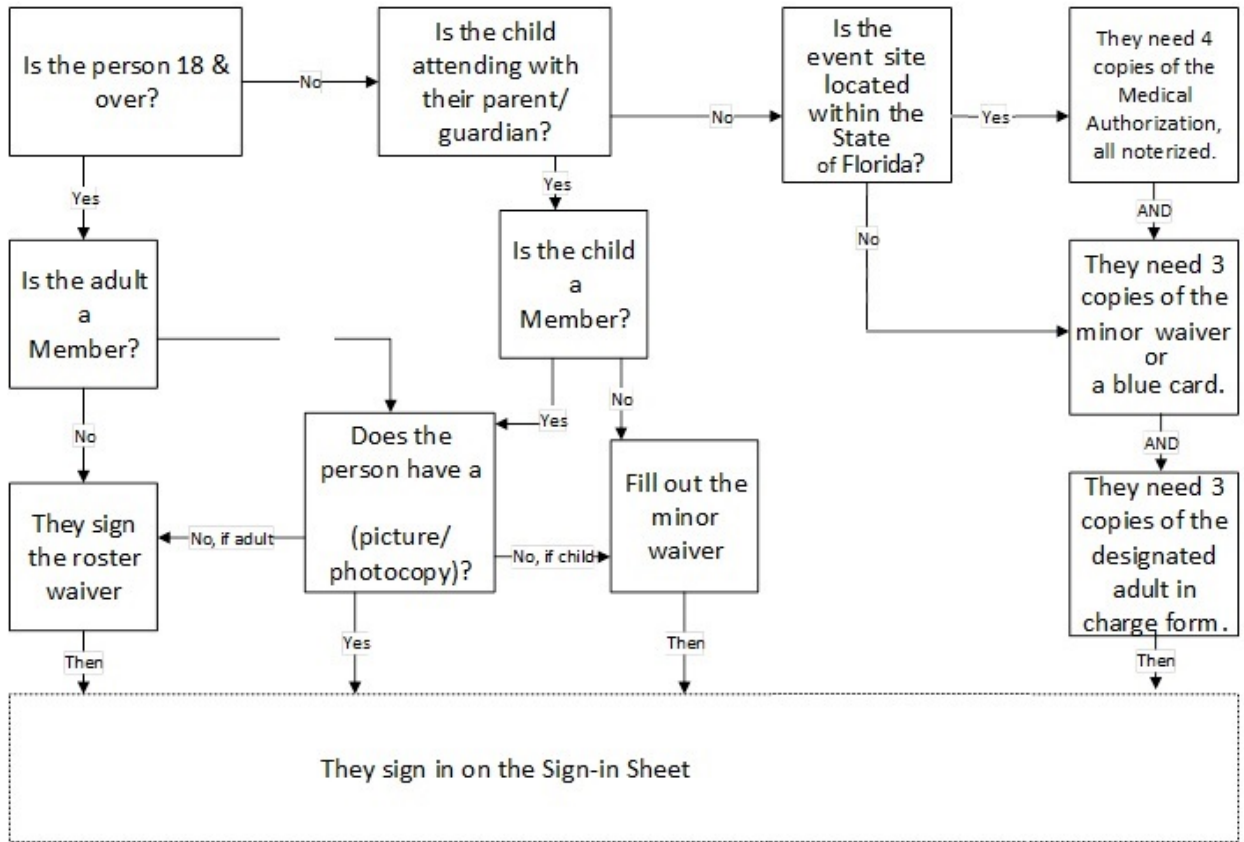 Is the person 18 &
over?
No
Is the child
attending with
their parent/
guardian?
No
Is the
event site
located
within the
State
of Florida?
Yes
They need 4
copies of the
Medical
Authorization,
all noterized.
Yes
Yes
No
AND
Is the adult
a
Member?
Is the child
a
Member?
They need 3
copies of the
minor waiver
or
a blue card.
No
Yes
No
AND
They sign
the roster
waiver
No, if adult
Does the
person have a
(picture/
photocopy)?
No, if child
Fill out the
minor
waiver
They need 3
copies of the
designated
adult in
charge form.
Then
Yes
Then
Then
They sign in on the Sign-in Sheet